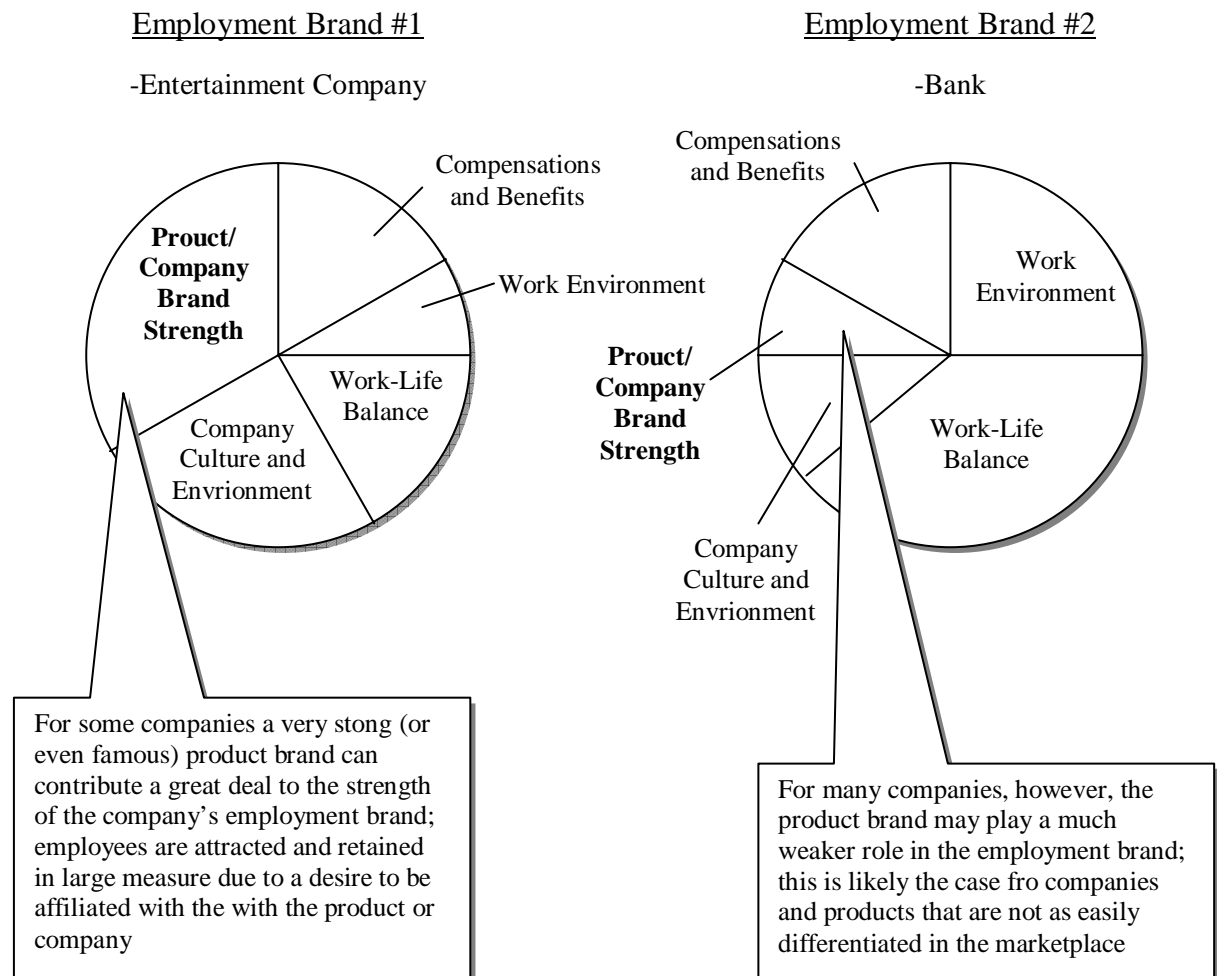 Employment Brand #1
-Entertainment Company
Compensations
and Benefits
Prouct/
Company
Brand
Strength
Work Environment
Work-Life
Balance
Company
Culture and
Envrionment
For some companies a very stong (or
even famous) product brand can
contribute a great deal to the strength
of the company’s employment brand;
employees are attracted and retained
in large measure due to a desire to be
affiliated with the with the product or
company
Employment Brand #2
-Bank
Compensations
and Benefits
Work
Environment
Prouct/
Company
Brand
Strength
Work-Life
Balance
Company
Culture and
Envrionment
For many companies, however, the
product brand may play a much
weaker role in the employment brand;
this is likely the case fro companies
and products that are not as easily
differentiated in the marketplace